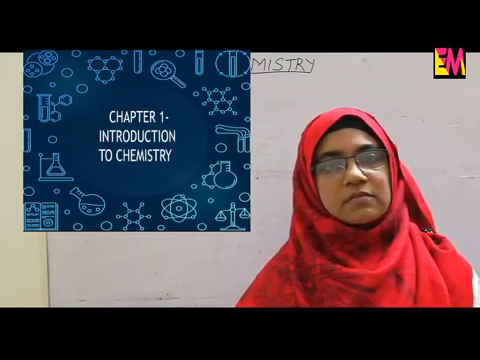 CHAPTER 1-
INTRODUCTION
TO CHEMISTRY
MISTRY
EM